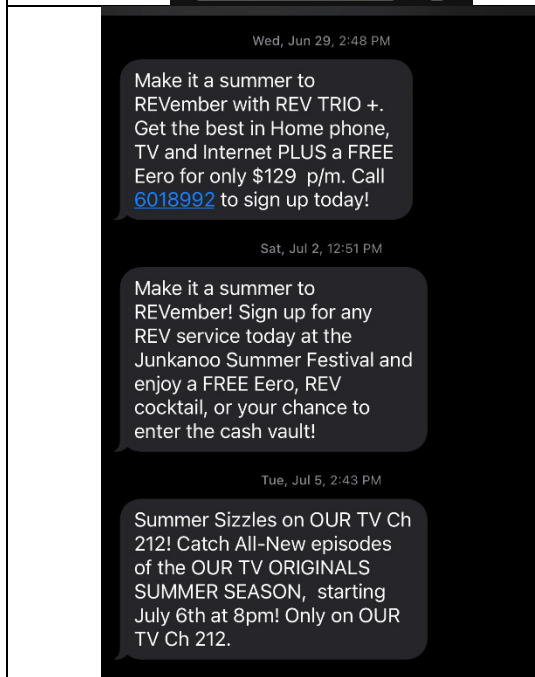 Wed, Jun 29, 2:48 PM
Make it a summer to
REVember with REV TRIO +.
Get the best in Home phone,
TV and Internet PLUS a FREE
Eero for only $129 p/m. Call
6018992 to sign up today!
Sat, Jul 2, 12:51 PM
Make it a summer to
REVember! Sign up for any
REV service today at the
Junkanoo Summer Festival and
enjoy a FREE Eero, REV
cocktail, or your chance to
enter the cash vault!
Tue, Jul 5, 2:43 PM
Summer Sizzles on OUR TV Ch
212! Catch All-New episodes
of the OUR TV ORIGINALS
SUMMER SEASON, starting
July 6th at 8pm! Only on OUR
TV Ch 212.